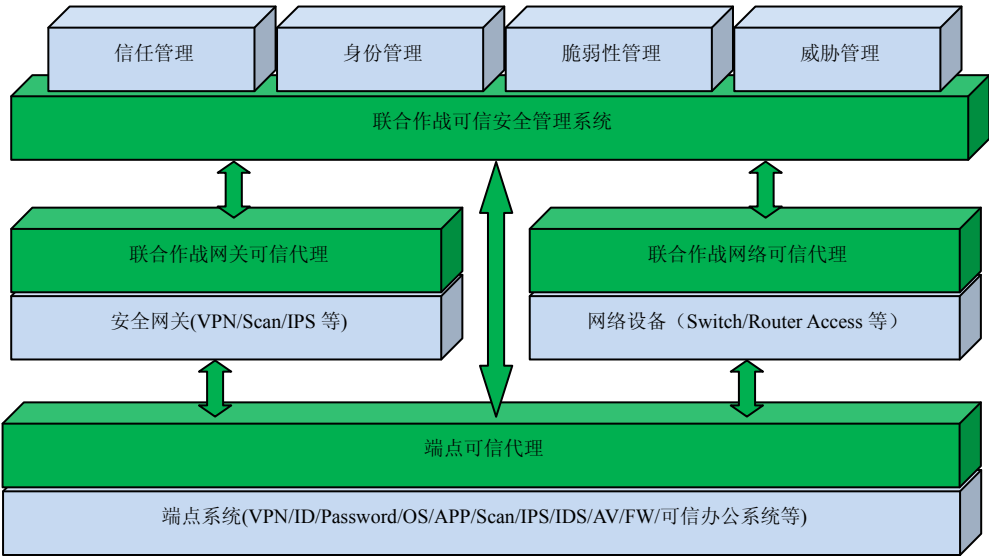 信任管理
身份管理
脆弱性管理
威胁管理
联合作战可信安全管理系统
联合作战网关可信代理
联合作战网络可信代理
安全网关(VPN/Scan/IPS 等)
网络设备（Switch/Router Access 等）
端点可信代理
端点系统(VPN/ID/Password/OS/APP/Scan/IPS/IDS/AV/FW/可信办公系统等)